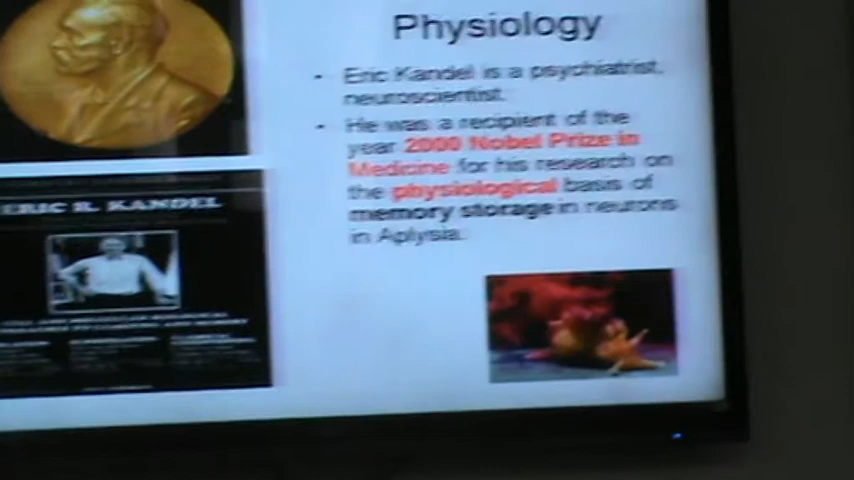 Physiology
• Eric Kandel is a psychiatrist,
neuroscientist.
• He was a recipient of the
year 2000 Nobel Prize in
Medicine for his research on
the physiological basis of
memory storage in neurons
in Aplysia.
ERIC R. KANDEL